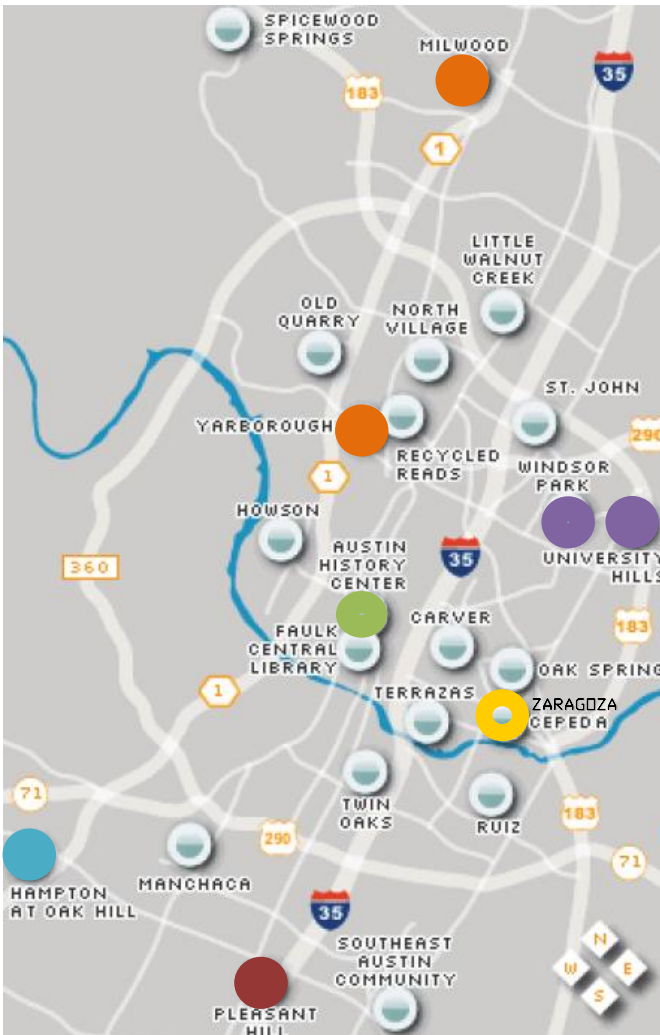 SPICEWOOD
SPRINGS
MILWOOD
35
183
1
LITTLE
WALNUT
CREEK
OLD
QUARRY
NORTH
VILLAGE
ST. JOHN
YARBOROUGH
290
RECYCLED
READS
WINDSOR
PARK
1
HOWSON
AUSTIN
HISTORY
CENTER
35
UNIVERSITY
HILLS
360
CARVER
183
FAULK
CENTRAL
LIBRARY
OAK SPRING
1
TERRAZAS
ZARAGOZA
CEPEDA
71
TWIN
OAKS
RUIZ
183
290
71
MANCHACA
HAMPTON
AT OAK HILL
35
SOUTHEAST
AUSTIN
COMMUNITY
N
W E
S
PLEASANT
HILL